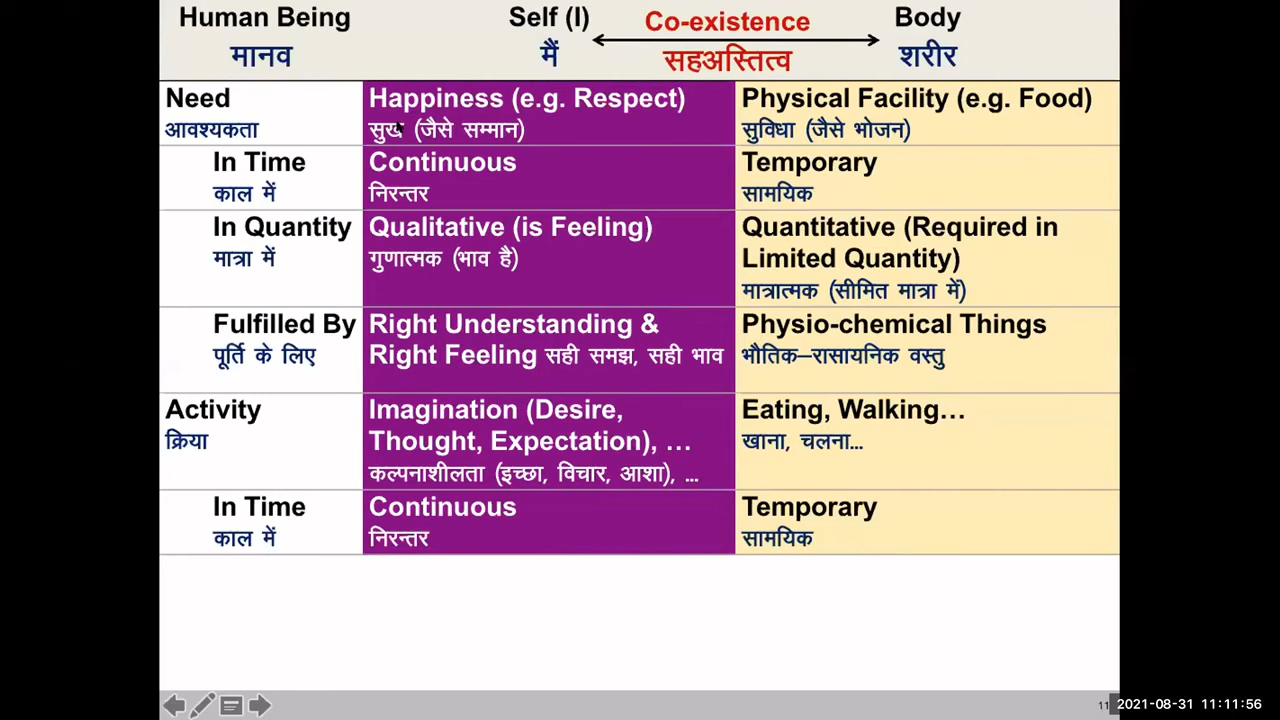 Human Being Self (I) Co-existence Body
मानव मैं सहअस्तित्व शरीर
Need Happiness (e.g. Respect) Physical Facility (e.g. Food)
आवश्यकता सुख (जैसे सम्मान) सुविधा (जैसे भोजन)
In Time Continuous Temporary
काल में निरन्तर सामयिक
In Quantity Qualitative (is Feeling) Quantitative (Required in
Limited Quantity)
मात्रा में गुणात्मक (भाव है)
मात्रात्मक (सीमित मात्रा में)
Fulfilled By Right Understanding & Physio-chemical Things
पूर्ति के लिए Right Feeling सही समझ, सही भाव भौतिक–रासायनिक वस्तु
Activity Imagination (Desire, Eating, Walking…
क्रिया Thought, Expectation), … खाना, चलना...
कल्पनाशीलता (इच्छा, विचार, आशा), ...
In Time Continuous Temporary
काल में निरन्तर सामयिक
11 2021-08-31 11:11:56